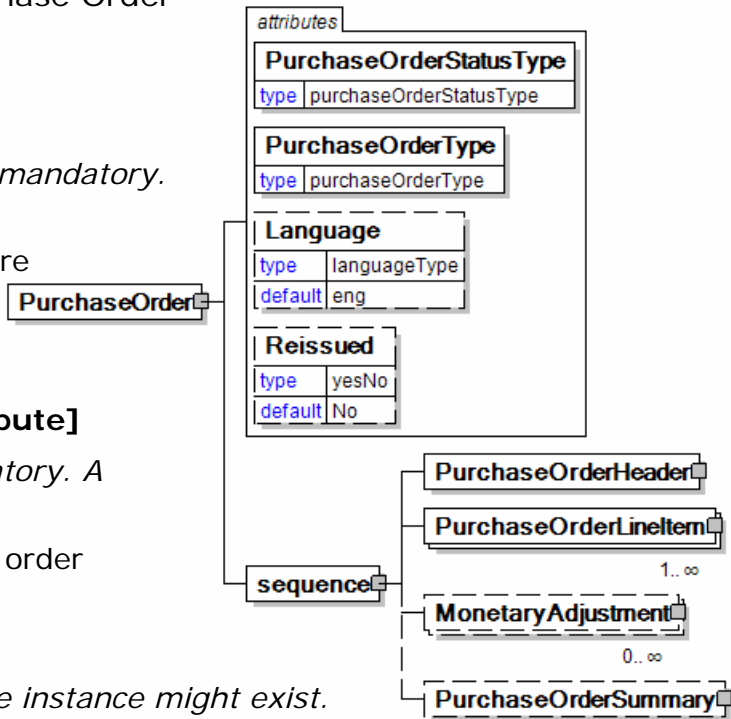 hase Order
attributes
PurchaseOrderStatusType
type purchaseOrderStatusType
PurchaseOrderType
type purchaseOrderType
mandatory.
Language
type languageType
default eng
re
PurchaseOrder
Reissued
type yesNo
default No
bute]
tory. A
PurchaseOrderHeader
PurchaseOrderLineItem
1.. ∞
order
sequence
MonetaryAdjustment
0.. ∞
PurchaseOrderSummary
e instance might exist.